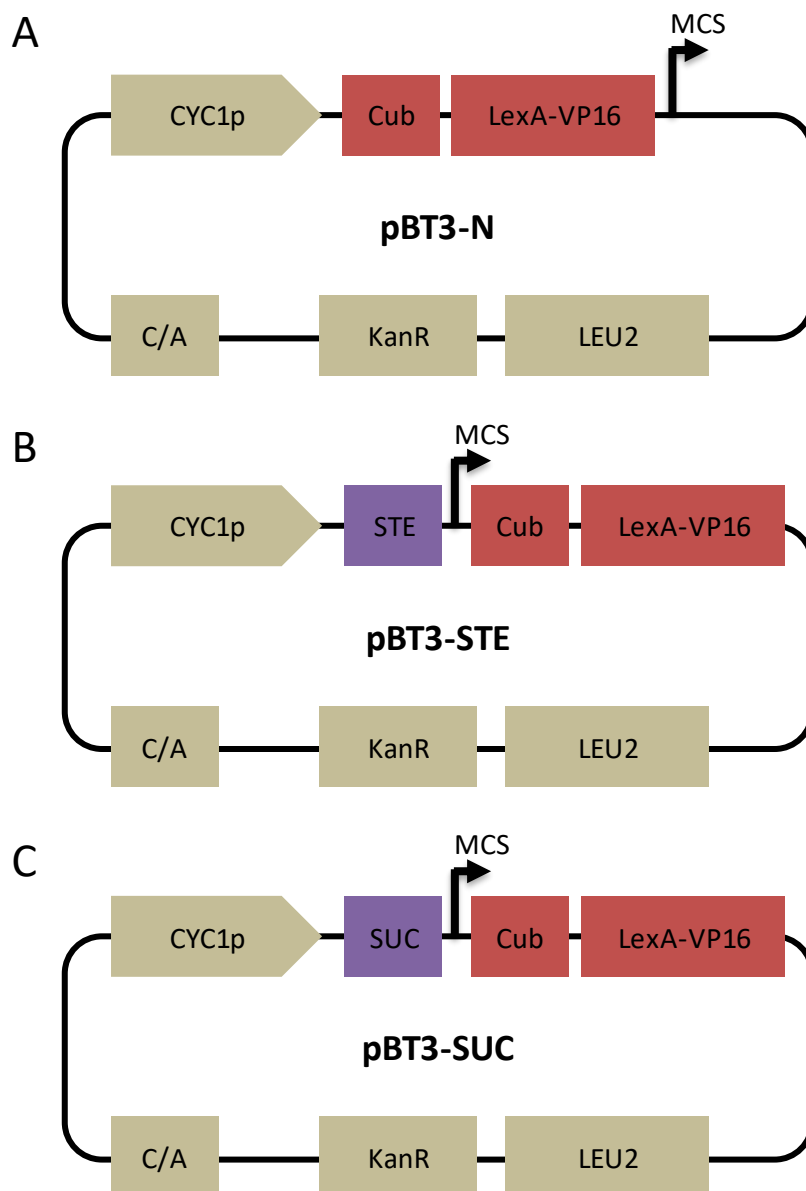 A
MCS
CYC1p Cub LexA-VP16
pBT3-N
C/A KanR LEU2
B
MCS
CYC1p STE Cub LexA-VP16
pBT3-STE
C/A KanR LEU2
C
MCS
CYC1p SUC Cub LexA-VP16
pBT3-SUC
C/A KanR LEU2